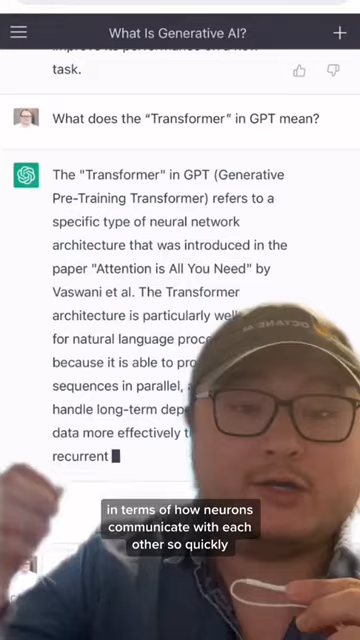 What Is Generative AI?
task.
What does the "Transformer" in GPT mean?
The "Transformer" in GPT (Generative
Pre-Training Transformer) refers to a
specific type of neural network
architecture that was introduced in the
paper "Attention is All You Need" by
Vaswani et al. The Transformer
architecture is particularly
for natural language
because it is able to
sequences in parallel,
handle long-term
data more effectively
recurrent
in terms of how neurons
communicate with each
other so quickly